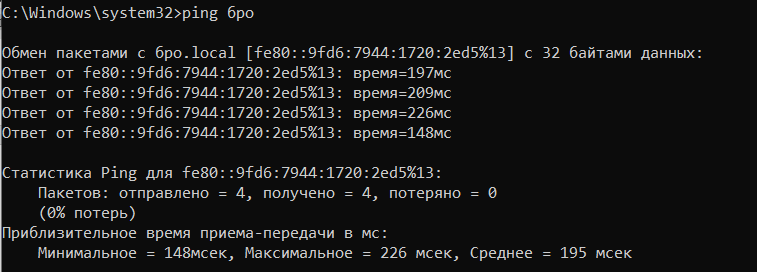 C:\Windows\system32>ping бро
Обмен пакетами с бро.local [fe80::9fd6:7944:1720:2ed5%13] с 32 байтами данных:
Ответ от fe80::9fd6:7944:1720:2ed5%13: время=197мс
Ответ от fe80::9fd6:7944:1720:2ed5%13: время=209мс
Ответ от fe80::9fd6:7944:1720:2ed5%13: время=226мс
Ответ от fe80::9fd6:7944:1720:2ed5%13: время=148мс
Статистика Ping для fe80::9fd6:7944:1720:2ed5%13:
Пакетов: отправлено = 4, получено = 4, потеряно = 0
(0% потерь)
Приблизительное время приема-передачи в мс:
Минимальное = 148мсек, Максимальное = 226 мсек, Среднее = 195 мсек